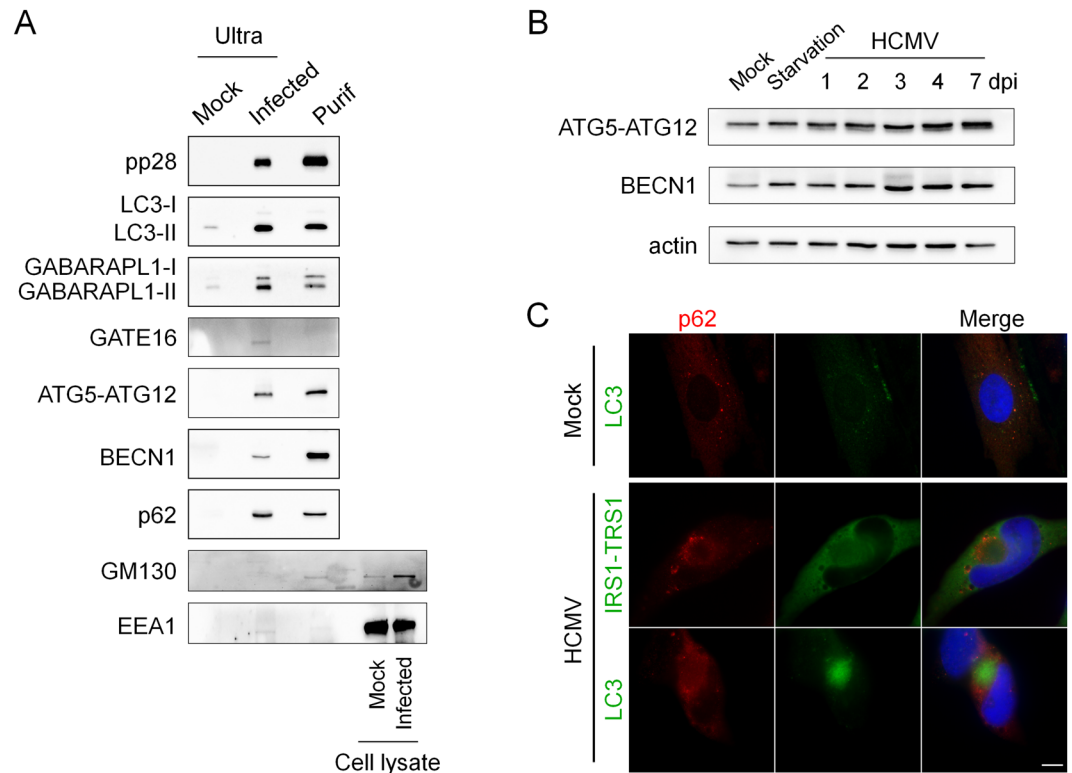 A
Ultra
Mock
Infected
Purif
pp28
LC3-I
LC3-II
GABARAPL1-I
GABARAPL1-II
GATE16
ATG5-ATG12
BECN1
p62
GM130
EEA1
Mock
Infected
Cell lysate
B
Mock
Starvation
HCMV
1 2 3 4 7 dpi
ATG5-ATG12
BECN1
actin
C
p62 Merge
Mock
LC3
HCMV
IRS1-TRS1
LC3